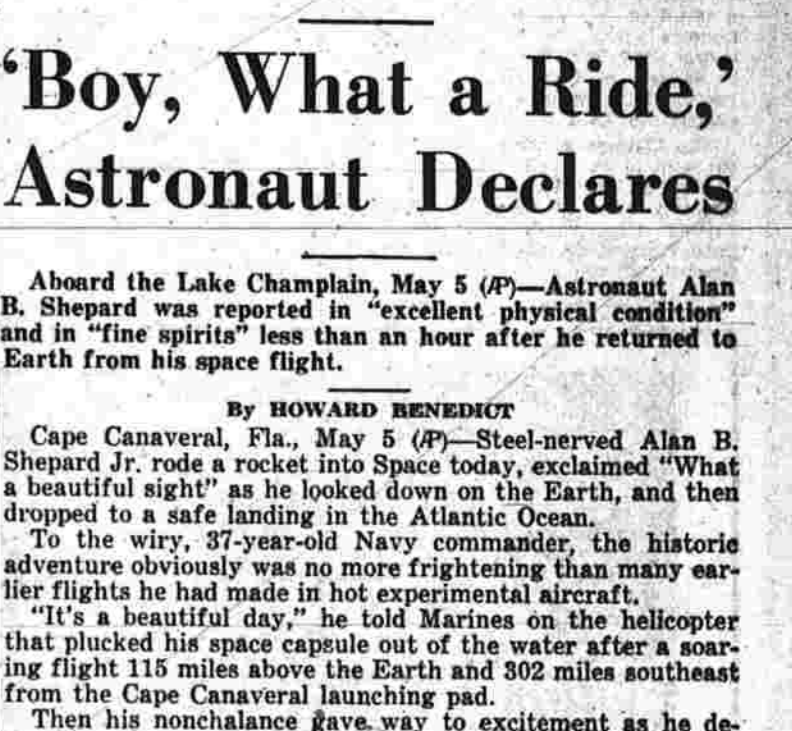 ‘Boy, What a Ride,’
Astronaut Declares
Aboard the Lake Champlain, May 5 (AP)—Astronaut Alan
B. Shepard was reported in “excellent physical condition”
and in “fine spirits” less than an hour after he returned to
Earth from his space flight.
By HOWARD BENEDICT
Cape Canaveral, Fla., May 5 (AP)—Steel-nerved Alan B.
Shepard Jr. rode a rocket into Space today, exclaimed “What
a beautiful sight” as he looked down on the Earth, and then
dropped to a safe landing in the Atlantic Ocean.
To the wiry, 37-year-old Navy commander, the historic
adventure obviously was no more frightening than many ear-
lier flights he had made in hot experimental aircraft.
“It's a beautiful day,” he told Marines on the helicopter
that plucked his space capsule out of the water after a soar-
ing flight 115 miles above the Earth and 302 miles southeast
from the Cape Canaveral launching pad.
Then his nonchalance gave way to excitement as he de-